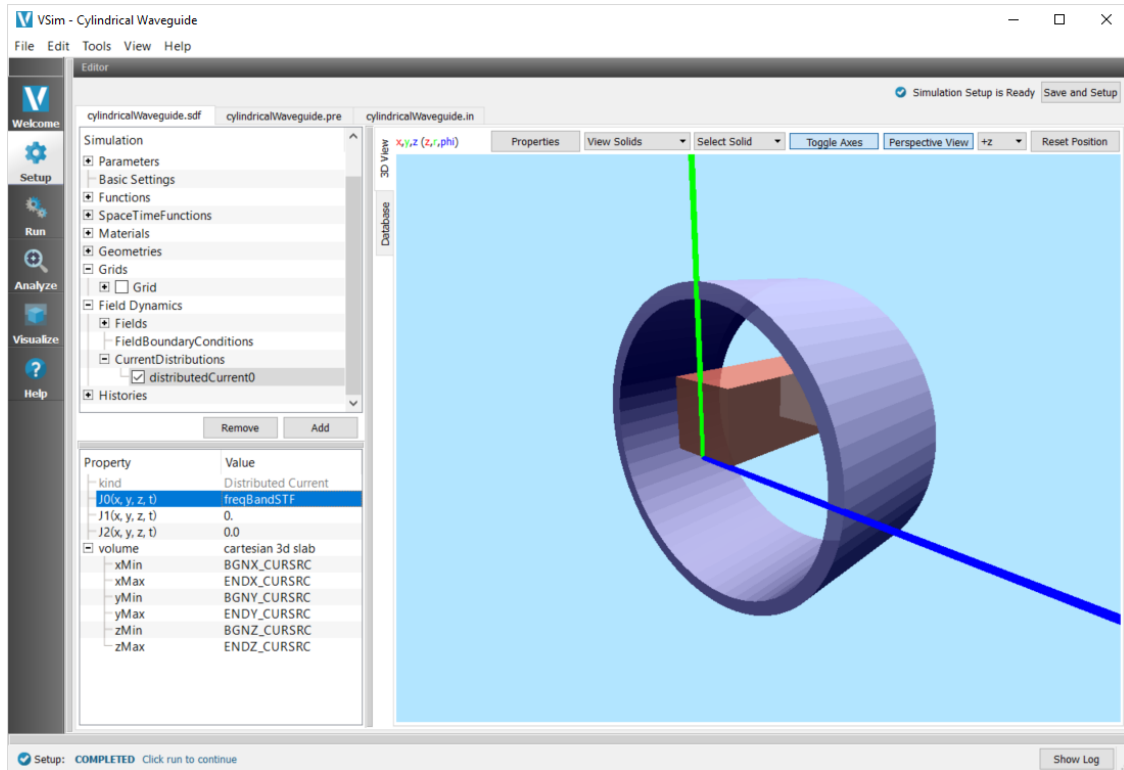 VSim - Cylindrical Waveguide
File Edit Tools View Help
Editor
Simulation Setup is Ready Save and Setup
Welcome
Setup
Run
Analyze
Visualize
Help
cylindricalWaveguide.sdf cylindricalWaveguide.pre cylindricalWaveguide.in
Simulation
Parameters
Basic Settings
Functions
SpaceTimeFunctions
Materials
Geometries
Grids
Grid
Field Dynamics
Fields
FieldBoundaryConditions
CurrentDistributions
distributedCurrent0
Histories
Remove Add
Property Value
kind Distributed Current
J0(x, y, z, t) freqBandSTF
J1(x, y, z, t) 0.
J2(x, y, z, t) 0.0
volume cartesian 3d slab
xMin BGNX_CURSRC
xMax ENDX_CURSRC
yMin BGNY_CURSRC
yMax ENDY_CURSRC
zMin BGNZ_CURSRC
zMax ENDZ_CURSRC
3D View
Database
x,y,z (z,r,phi) Properties View Solids Select Solid Toggle Axes Perspective View +z Reset Position
Setup: COMPLETED Click run to continue
Show Log